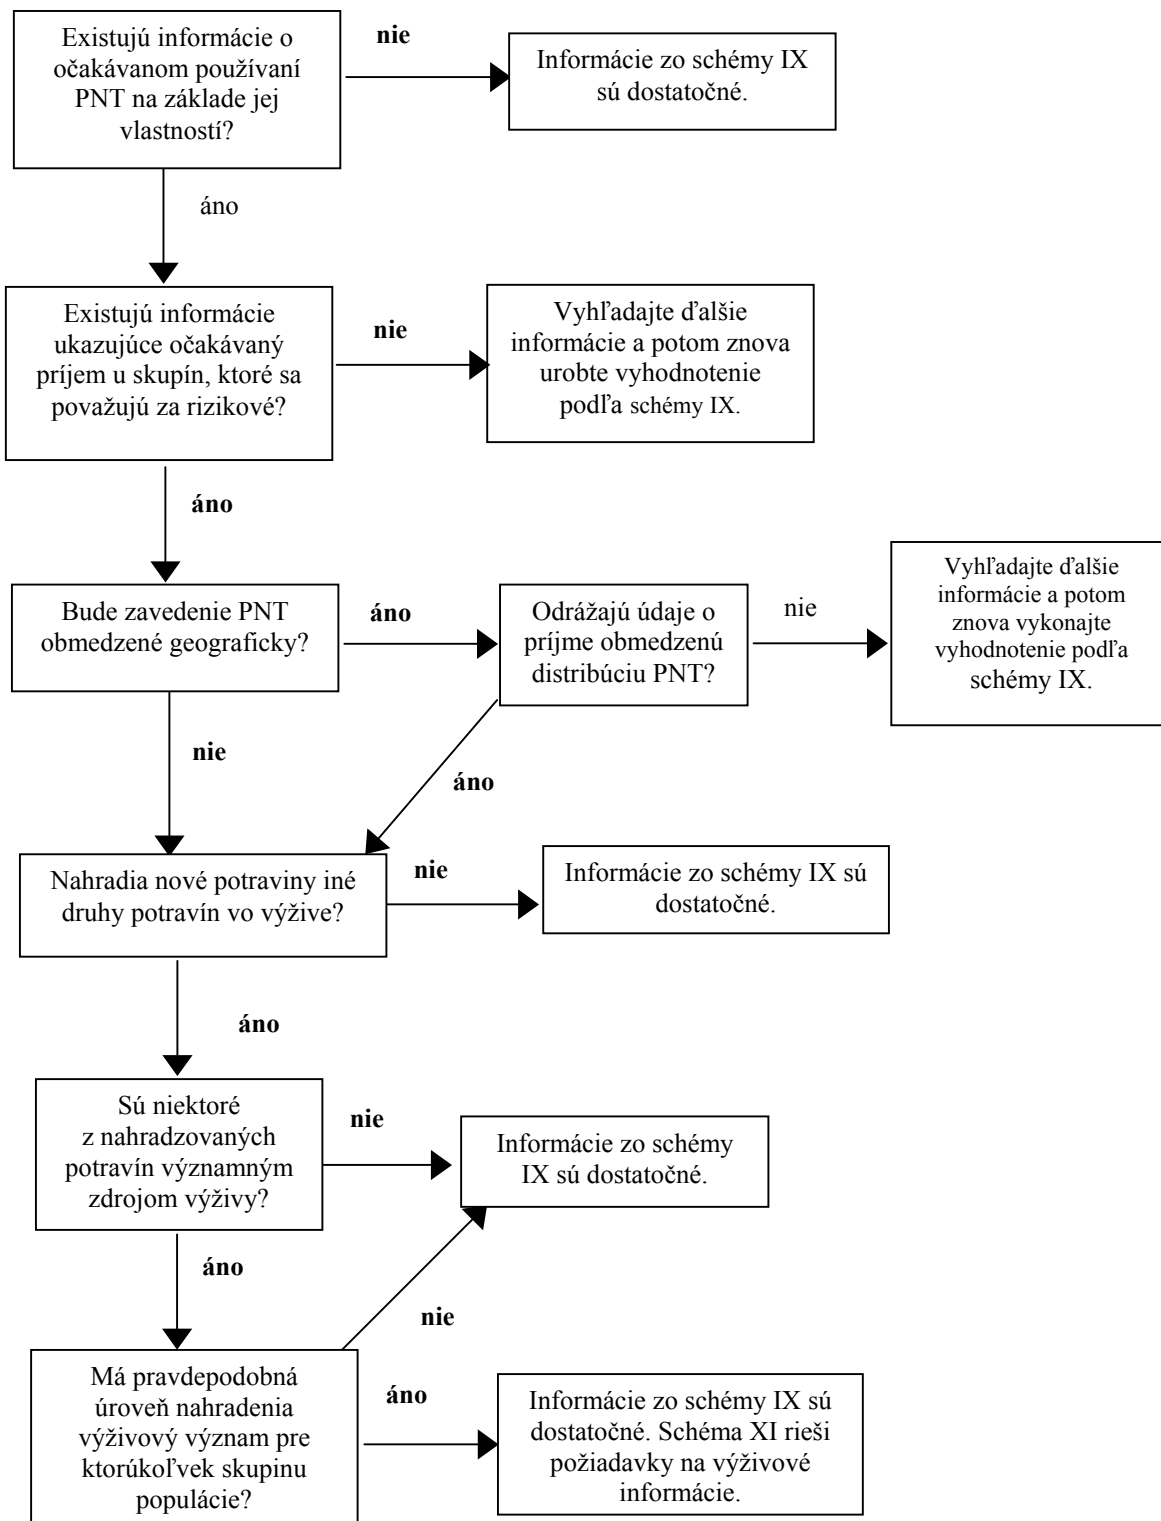 Existujú informácie o
očakávanom používaní
PNT na základe jej
vlastností?
nie
Informácie zo schémy IX
sú dostatočné.
áno
Existujú informácie
ukazujúce očakávaný
príjem u skupín, ktoré sa
považujú za rizikové?
nie
Vyhľadajte ďalšie
informácie a potom znova
urobte vyhodnotenie
podľa schémy IX.
áno
Bude zavedenie PNT
obmedzené geograficky?
áno
Odrážajú údaje o
príjme obmedzenú
distribúciu PNT?
nie
Vyhľadajte ďalšie
informácie a potom
znova vykonajte
vyhodnotenie podľa
schémy IX.
nie
áno
Nahradia nové potraviny iné
druhy potravín vo výžive?
nie
Informácie zo schémy IX sú
dostatočné.
áno
Sú niektoré
z nahradzovaných
potravín významným
zdrojom výživy?
nie
Informácie zo schémy
IX sú dostatočné.
áno
nie
Má pravdepodobná
úroveň nahradenia
výživový význam pre
ktorúkoľvek skupinu
populácie?
áno
Informácie zo schémy IX sú
dostatočné. Schéma XI rieši
požiadavky na výživové
informácie.